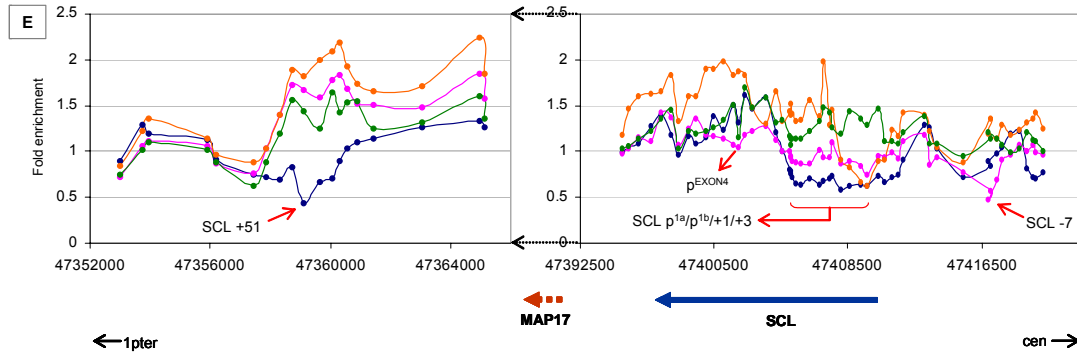 E
Fold enrichment
2.5
2
1.5
1
0.5
0
2.5
2
1.5
1
0.5
0
SCL +51
pEXON4
SCL p1a/p1b/+1/+3
SCL -7
47352000 47356000 47360000 47364000
47392500 47400500 47408500 47416500
MAP17 SCL
1pter cen